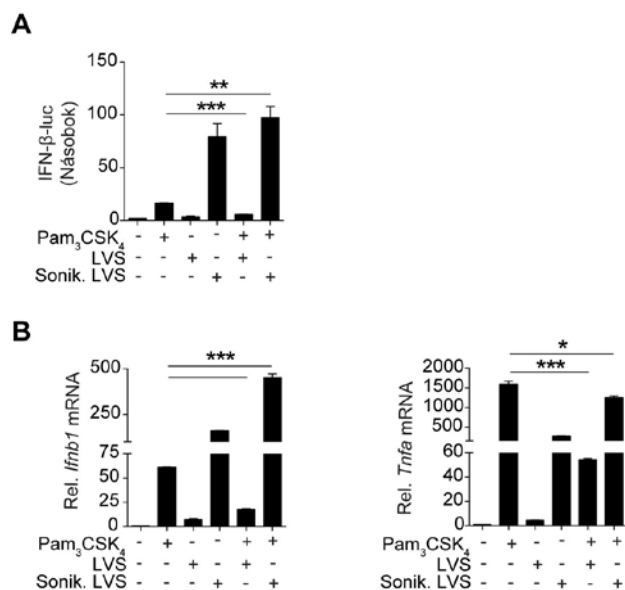 A
IFN-β-luc
(Násobok)
150
100
50
0
**
***
Pam₃CSK₄ - + - - + +
LVS - - + - + -
Sonik. LVS - - - + - +
B
Rel. Ifnb1 mRNA
500
250
75
50
25
0
***
Pam₃CSK₄ - + - - + +
LVS - - + - + -
Sonik. LVS - - - + - +
Rel. Tnfa mRNA
2000
1500
1000
500
60
40
20
0
*
***
Pam₃CSK₄ - + - - + +
LVS - - + - + -
Sonik. LVS - - - + - +